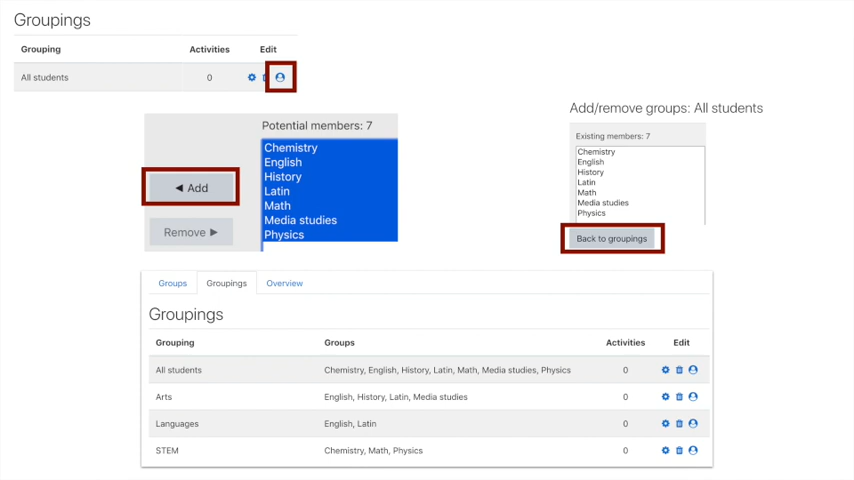 Groupings
Grouping Activities Edit
All students 0
Potential members: 7
Chemistry
English
History
Latin
Math
Media studies
Physics
◄ Add
Remove ►
Add/remove groups: All students
Existing members: 7
Chemistry
English
History
Latin
Math
Media studies
Physics
Back to groupings
Groups Groupings Overview
Groupings
Grouping Groups Activities Edit
All students Chemistry, English, History, Latin, Math, Media studies, Physics 0
Arts English, History, Latin, Media studies 0
Languages English, Latin 0
STEM Chemistry, Math, Physics 0